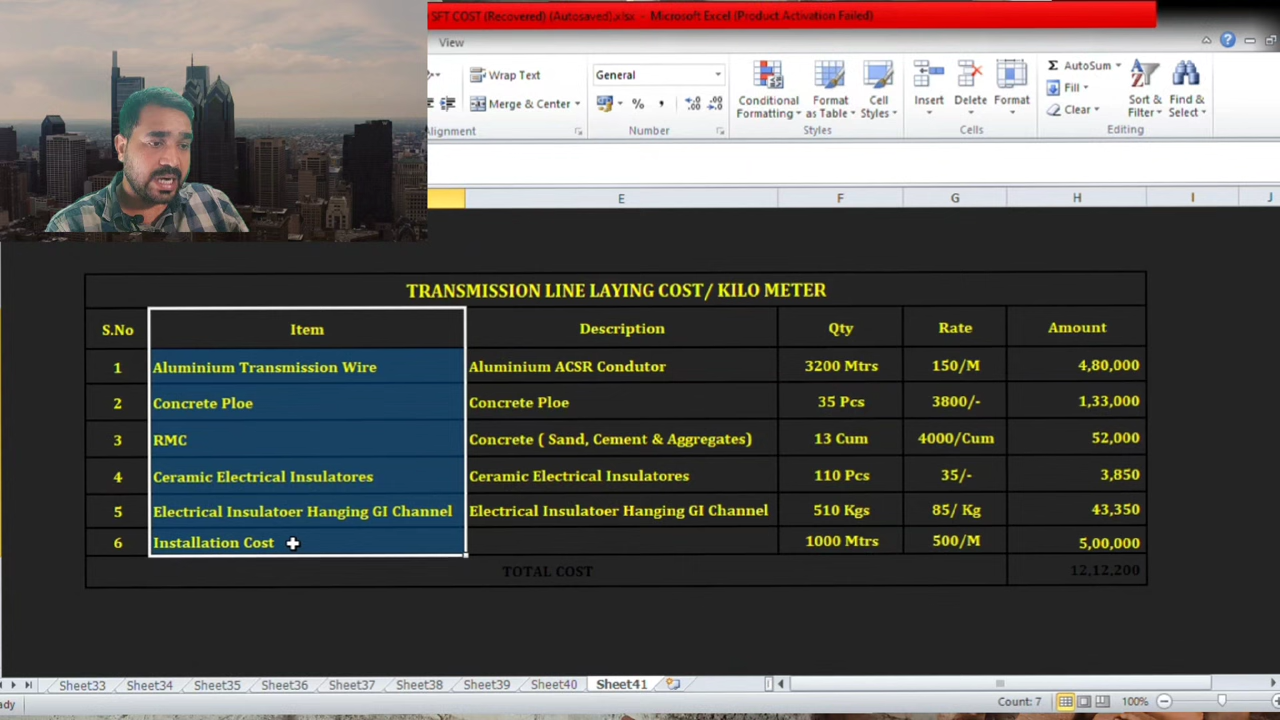 SFT COST (Recovered) (Autosaved).xlsx - Microsoft Excel (Product Activation Failed)
View
Wrap Text
General
Merge & Center
%
,
Conditional Formatting
Format as Table
Cell Styles
Insert
Delete
Format
AutoSum
Fill
Clear
Sort & Filter
Find & Select
Alignment
Number
Styles
Cells
Editing
E F G H I J
TRANSMISSION LINE LAYING COST/ KILO METER
S.No Item Description Qty Rate Amount
1 Aluminium Transmission Wire Aluminium ACSR Condutor 3200 Mtrs 150/M 4,80,000
2 Concrete Ploe Concrete Ploe 35 Pcs 3800/- 1,33,000
3 RMC Concrete ( Sand, Cement & Aggregates) 13 Cum 4000/Cum 52,000
4 Ceramic Electrical Insulatores Ceramic Electrical Insulatores 110 Pcs 35/- 3,850
5 Electrical Insulatoer Hanging GI Channel Electrical Insulatoer Hanging GI Channel 510 Kgs 85/ Kg 43,350
6 Installation Cost 1000 Mtrs 500/M 5,00,000
TOTAL COST 12,12,200
Sheet33 Sheet34 Sheet35 Sheet36 Sheet37 Sheet38 Sheet39 Sheet40 Sheet41
Count: 7 100%